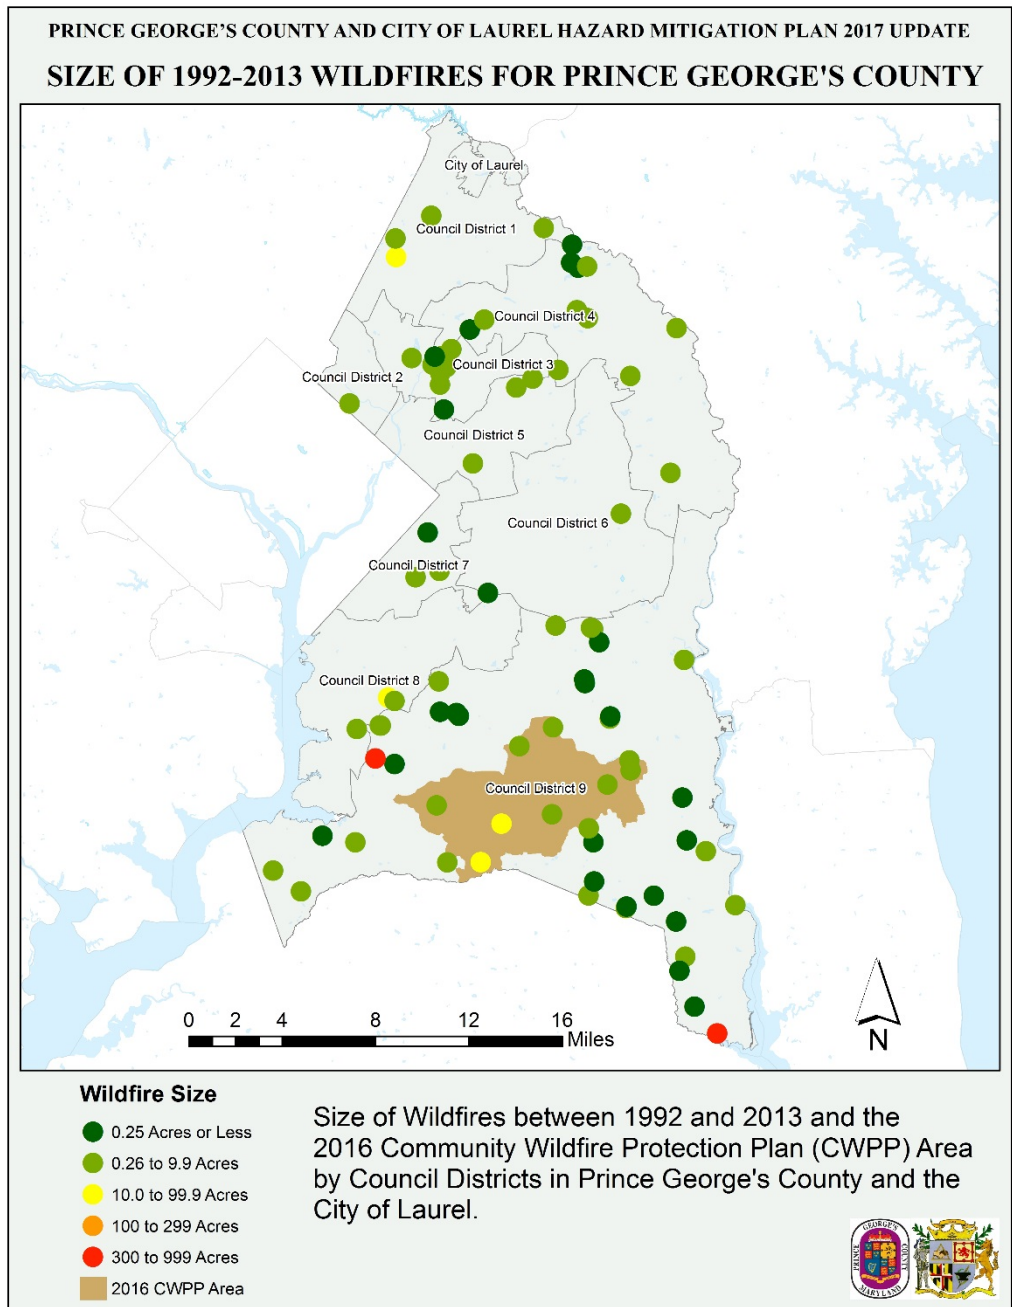 PRINCE GEORGE'S COUNTY AND CITY OF LAUREL HAZARD MITIGATION PLAN 2017 UPDATE
SIZE OF 1992-2013 WILDFIRES FOR PRINCE GEORGE'S COUNTY
City of Laurel
Council District 1
Council District 4
Council District 3
Council District 2
Council District 5
Council District 6
Council District 7
Council District 8
Council District 9
0 2 4 8 12 16
Miles
N
Wildfire Size
0.25 Acres or Less
0.26 to 9.9 Acres
10.0 to 99.9 Acres
100 to 299 Acres
300 to 999 Acres
2016 CWPP Area
Size of Wildfires between 1992 and 2013 and the
2016 Community Wildfire Protection Plan (CWPP) Area
by Council Districts in Prince George's County and the
City of Laurel.
PRINCE GEORGE'S COUNTY
MARYLAND